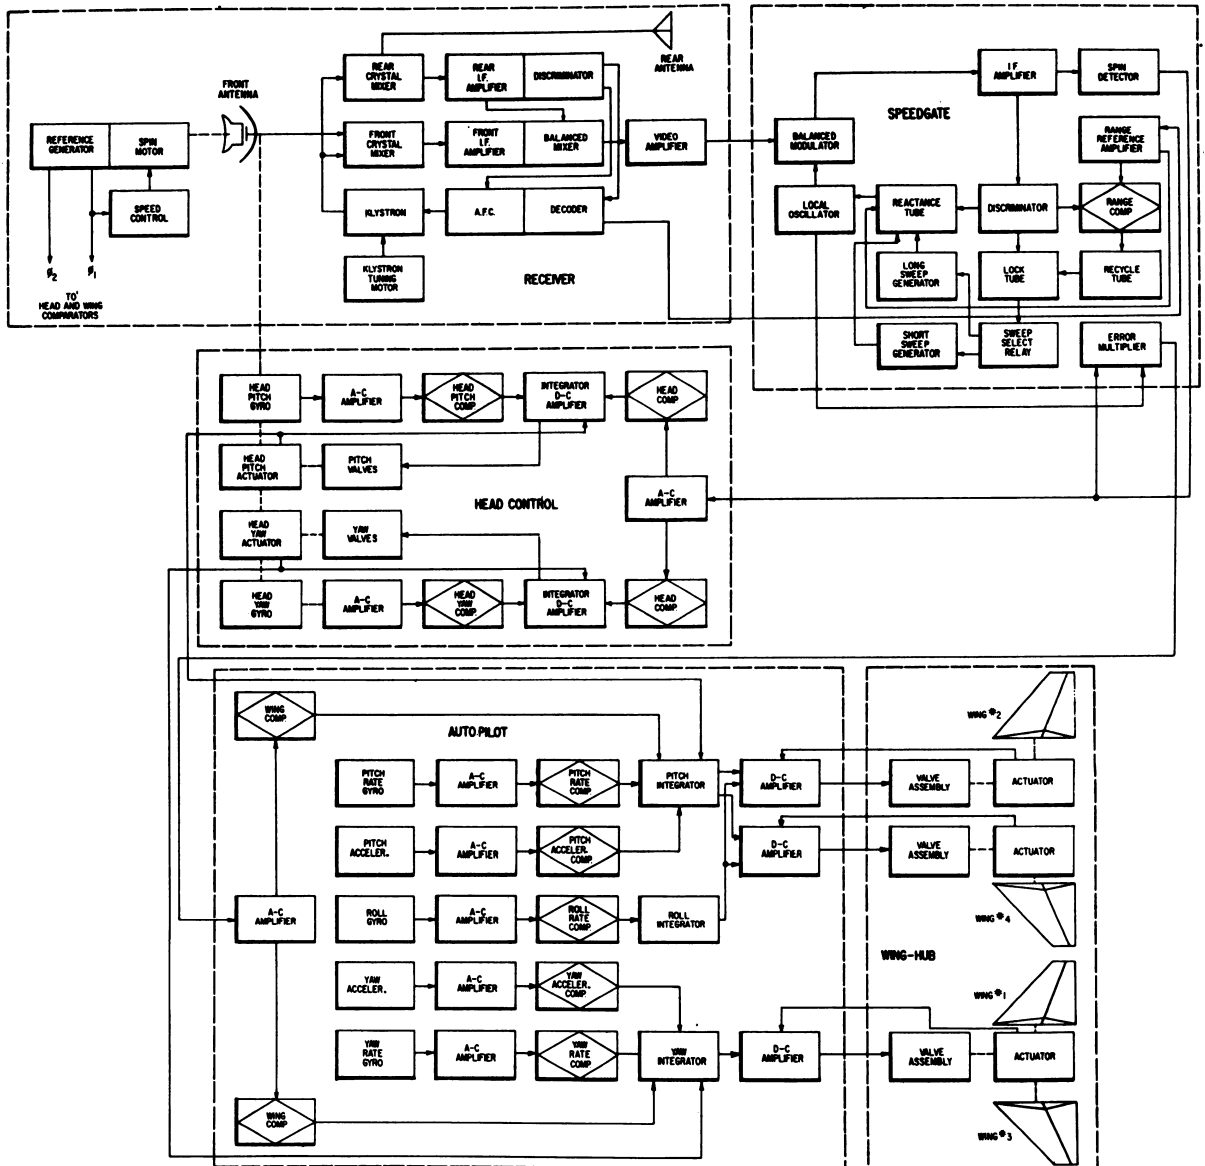 REAR
CRYSTAL
MIXER
REAR
I.F.
AMPLIFIER
DISCRIMINATOR
REAR
ANTENNA
FRONT
ANTENNA
REFERENCE
GENERATOR
SPIN
MOTOR
FRONT
CRYSTAL
MIXER
FRONT
I.F.
AMPLIFIER
BALANCED
MIXER
VIDEO
AMPLIFIER
SPEED
CONTROL
KLYSTRON
A.F.C.
DECODER
KLYSTRON
TUNING
MOTOR
RECEIVER
Ø2
Ø1
TO
HEAD AND WING
COMPARATORS
I F
AMPLIFIER
SPIN
DETECTOR
SPEEDGATE
BALANCED
MODULATOR
RANGE
REFERENCE
AMPLIFIER
LOCAL
OSCILLATOR
REACTANCE
TUBE
DISCRIMINATOR
RANGE
COMP
LONG
SWEEP
GENERATOR
LOCK
TUBE
RECYCLE
TUBE
SHORT
SWEEP
GENERATOR
SWEEP
SELECT
RELAY
ERROR
MULTIPLIER
HEAD
PITCH
GYRO
A-C
AMPLIFIER
HEAD
PITCH
COMP.
INTEGRATOR
D-C
AMPLIFIER
HEAD
COMP
HEAD
PITCH
ACTUATOR
PITCH
VALVES
HEAD CONTROL
A-C
AMPLIFIER
HEAD
YAW
ACTUATOR
YAW
VALVES
HEAD
YAW
GYRO
A-C
AMPLIFIER
HEAD
YAW
COMP.
INTEGRATOR
D-C
AMPLIFIER
HEAD
COMP.
WING
COMP.
AUTO PILOT
WING #2
PITCH
RATE
GYRO
A-C
AMPLIFIER
PITCH
RATE
COMP.
PITCH
INTEGRATOR
D-C
AMPLIFIER
VALVE
ASSEMBLY
ACTUATOR
PITCH
ACCELER.
A-C
AMPLIFIER
PITCH
ACCELER.
COMP.
D-C
AMPLIFIER
VALVE
ASSEMBLY
ACTUATOR
A-C
AMPLIFIER
ROLL
GYRO
A-C
AMPLIFIER
ROLL
RATE
COMP.
ROLL
INTEGRATOR
WING #4
WING-HUB
YAW
ACCELER.
A-C
AMPLIFIER
YAW
ACCELER.
COMP.
WING #1
YAW
RATE
GYRO
A-C
AMPLIFIER
YAW
RATE
COMP
YAW
INTEGRATOR
D-C
AMPLIFIER
VALVE
ASSEMBLY
ACTUATOR
WING
COMP
WING #3